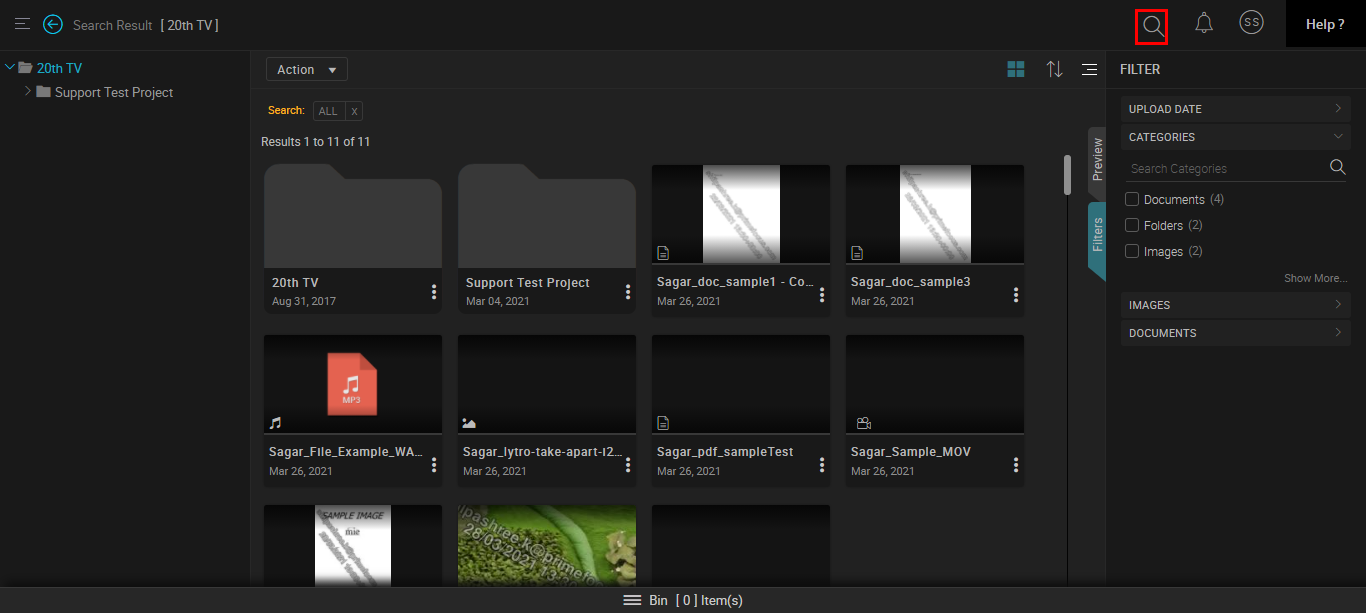 Search Result [ 20th TV ]
SS
Help ?
20th TV
Support Test Project
Action
FILTER
Search: ALL x
Results 1 to 11 of 11
20th TV
Aug 31, 2017
Support Test Project
Mar 04, 2021
Sagar_doc_sample1 - Co...
Mar 26, 2021
Sagar_doc_sample3
Mar 26, 2021
MP3
Sagar_File_Example_WA...
Mar 26, 2021
Sagar_lytro-take-apart-i2...
Mar 26, 2021
Sagar_pdf_sampleTest
Mar 26, 2021
Sagar_Sample_MOV
Mar 26, 2021
SAMPLE IMAGE
mie
pashree.k@primefo
28/03/2021 13:
Preview
Filters
UPLOAD DATE
CATEGORIES
Search Categories
Documents (4)
Folders (2)
Images (2)
Show More...
IMAGES
DOCUMENTS
Bin [ 0 ] Item(s)